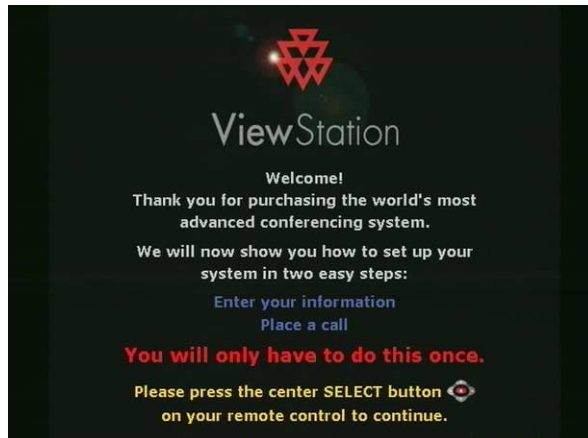 ViewStation
Welcome!
Thank you for purchasing the world's most
advanced conferencing system.
We will now show you how to set up your
system in two easy steps:
Enter your information
Place a call
You will only have to do this once.
Please press the center SELECT button
on your remote control to continue.